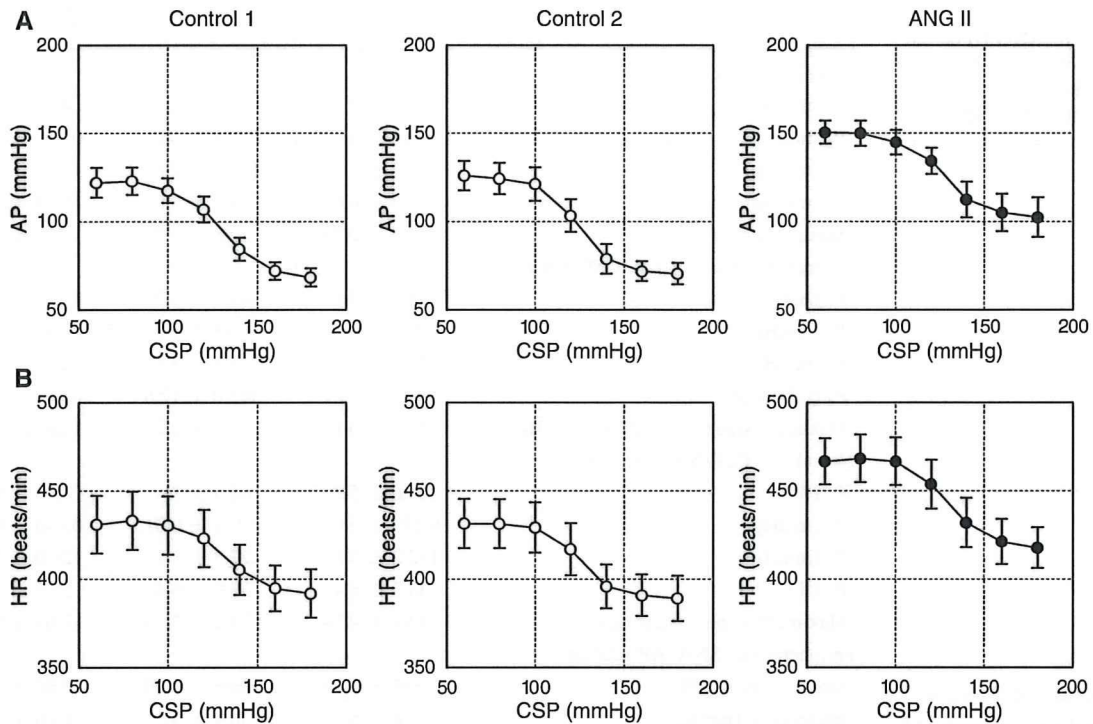 A Control 1 Control 2 ANG II
200 200 200
150 150 150
100 100 100
50 50 50
AP (mmHg) AP (mmHg) AP (mmHg)
50 100 150 200 50 100 150 200 50 100 150 200
CSP (mmHg) CSP (mmHg) CSP (mmHg)
B
500 500 500
450 450 450
400 400 400
350 350 350
HR (beats/min) HR (beats/min) HR (beats/min)
50 100 150 200 50 100 150 200 50 100 150 200
CSP (mmHg) CSP (mmHg) CSP (mmHg)